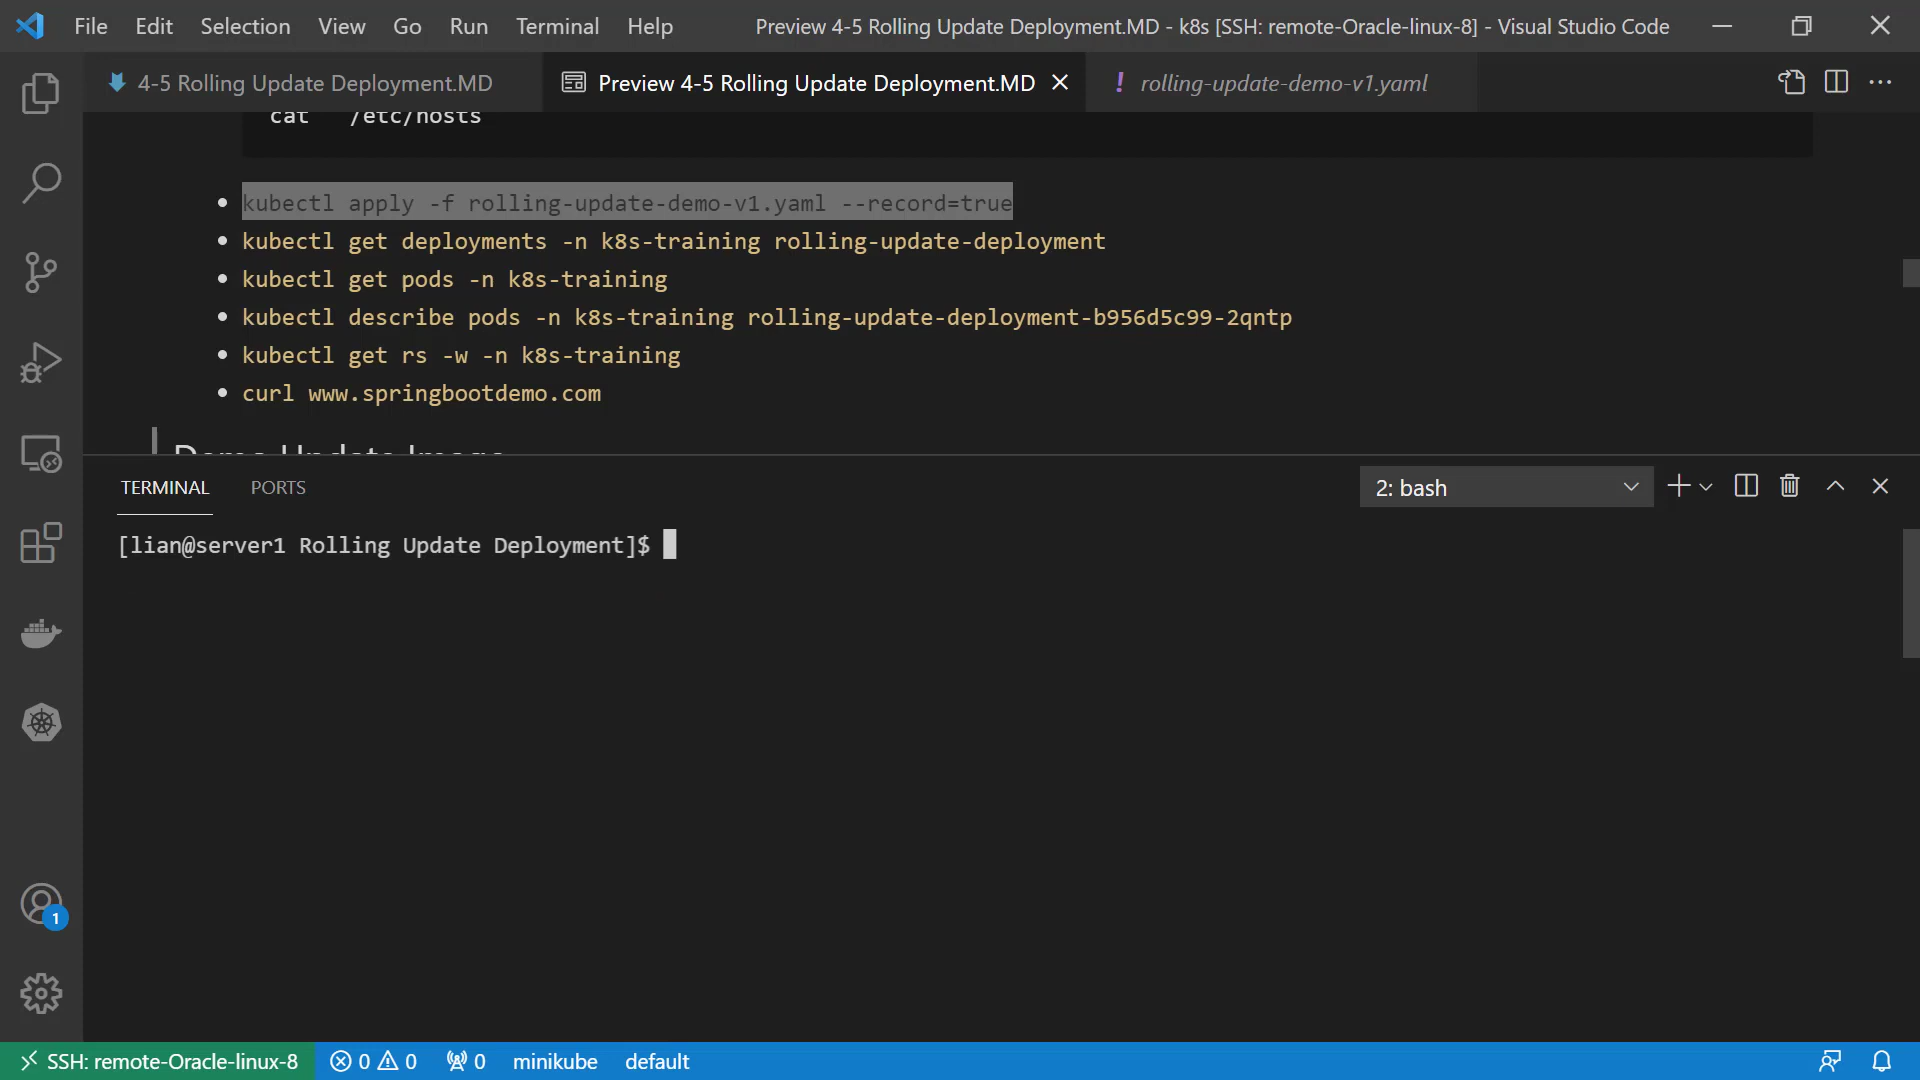 File Edit Selection View Go Run Terminal Help Preview 4-5 Rolling Update Deployment.MD - k8s [SSH: remote-Oracle-linux-8] - Visual Studio Code
4-5 Rolling Update Deployment.MD Preview 4-5 Rolling Update Deployment.MD ! rolling-update-demo-v1.yaml
cat /etc/hosts
kubectl apply -f rolling-update-demo-v1.yaml --record=true
kubectl get deployments -n k8s-training rolling-update-deployment
kubectl get pods -n k8s-training
kubectl describe pods -n k8s-training rolling-update-deployment-b956d5c99-2qntp
kubectl get rs -w -n k8s-training
curl www.springbootdemo.com
Demo Update Image
TERMINAL PORTS 2: bash
[lian@server1 Rolling Update Deployment]$
1
SSH: remote-Oracle-linux-8 0 0 0 minikube default